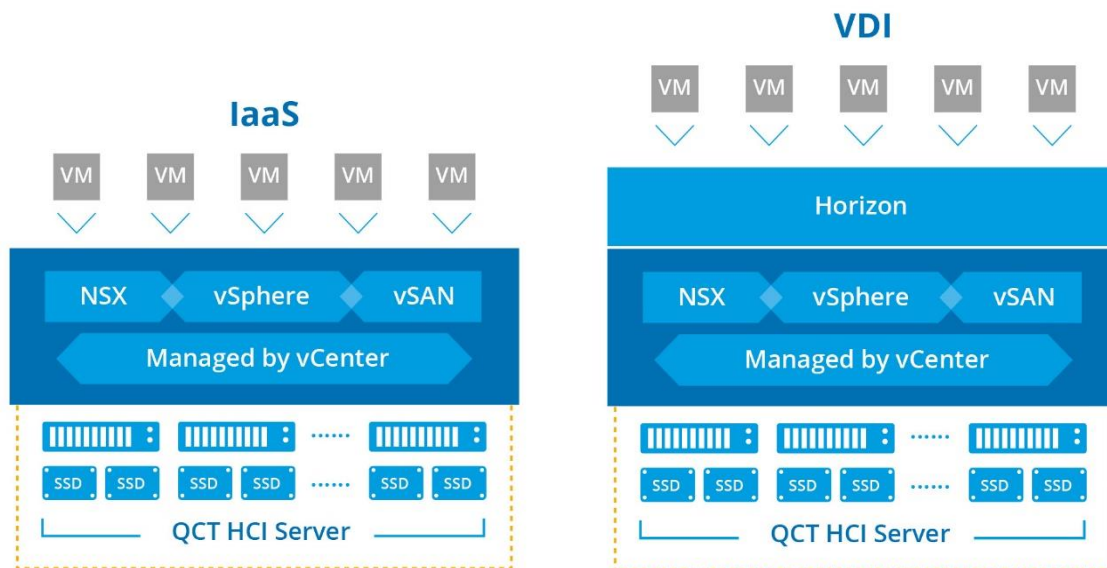 IaaS
VM VM VM VM VM
NSX vSphere vSAN
Managed by vCenter
SSD SSD SSD SSD SSD SSD
QCT HCI Server
VDI
VM VM VM VM VM
Horizon
NSX vSphere vSAN
Managed by vCenter
SSD SSD SSD SSD SSD SSD
QCT HCI Server